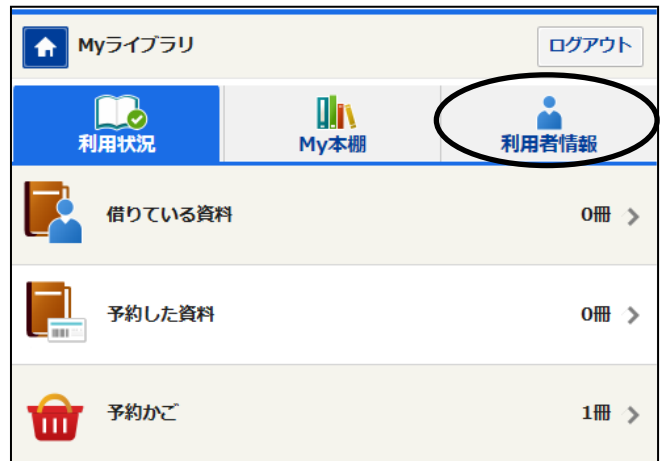 Myライブラリ ログアウト
利用状況 My本棚 利用者情報
借りている資料 0冊
予約した資料 0冊
予約かご 1冊